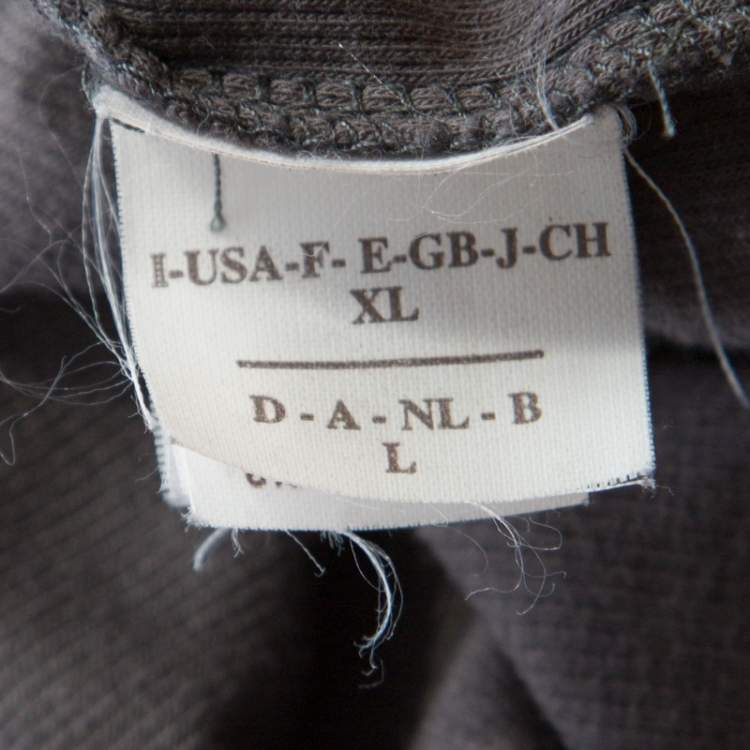 I-USA-F- E-GB-J-CH
XL
D - A - NL - B
L